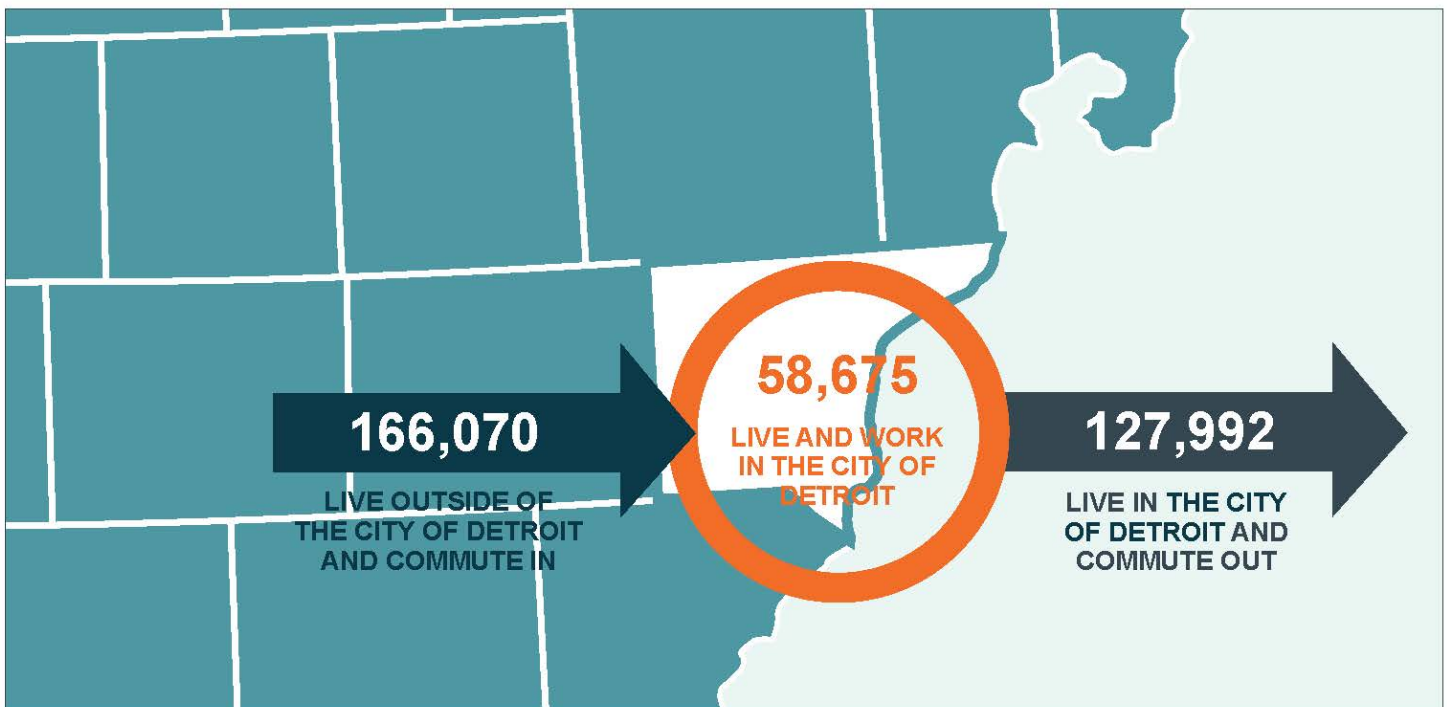 166,070
LIVE OUTSIDE OF
THE CITY OF DETROIT
AND COMMUTE IN
58,675
LIVE AND WORK
IN THE CITY OF
DETROIT
127,992
LIVE IN THE CITY
OF DETROIT AND
COMMUTE OUT